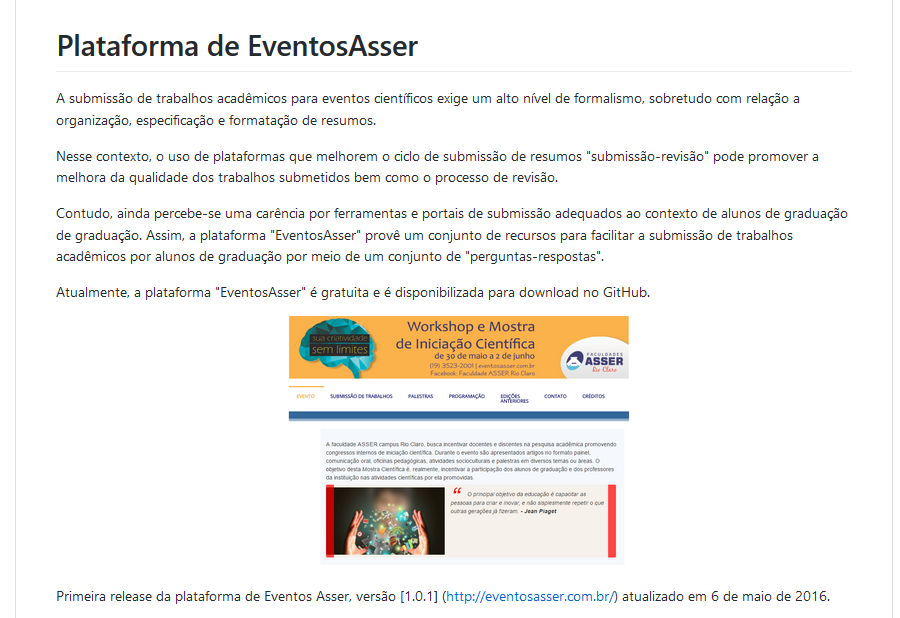 Plataforma de EventosAsser
A submissão de trabalhos acadêmicos para eventos científicos exige um alto nível de formalismo, sobretudo com relação a
organização, especificação e formatação de resumos.
Nesse contexto, o uso de plataformas que melhorem o ciclo de submissão de resumos "submissão-revisão" pode promover a
melhora da qualidade dos trabalhos submetidos bem como o processo de revisão.
Contudo, ainda percebe-se uma carência por ferramentas e portais de submissão adequados ao contexto de alunos de graduação
de graduação. Assim, a plataforma "EventosAsser" provê um conjunto de recursos para facilitar a submissão de trabalhos
acadêmicos por alunos de graduação por meio de um conjunto de "perguntas-respostas".
Atualmente, a plataforma "EventosAsser" é gratuita e é disponibilizada para download no GitHub.
sua criatividade
sem limites
Workshop e Mostra
de Iniciação Científica
de 30 de maio a 2 de junho
(19) 3523-2001 | eventosasser.com.br
Facebook: Faculdade ASSER Rio Claro
FACULDADES
ASSER
Rio Claro
EVENTO SUBMISSÃO DE TRABALHOS PALESTRAS PROGRAMAÇÃO EDIÇÕES ANTERIORES CONTATO CRÉDITOS
A faculdade ASSER campus Rio Claro, busca incentivar docentes e discentes na pesquisa acadêmica promovendo
congressos internos de iniciação científica. Durante o evento são apresentados artigos no formato painel,
comunicação oral, oficinas pedagógicas, atividades socioculturais e palestras em diversos temas ou áreas. O
objetivo desta Mostra Científica é, realmente, incentivar a participação dos alunos de graduação e dos professores
da instituição nas atividades científicas por ela promovidas.
“ O principal objetivo da educação é capacitar as
pessoas para criar e inovar, e não simplesmente repetir o que
outras gerações já fizeram. - Jean Piaget
Primeira release da plataforma de Eventos Asser, versão [1.0.1] (http://eventosasser.com.br/) atualizado em 6 de maio de 2016.